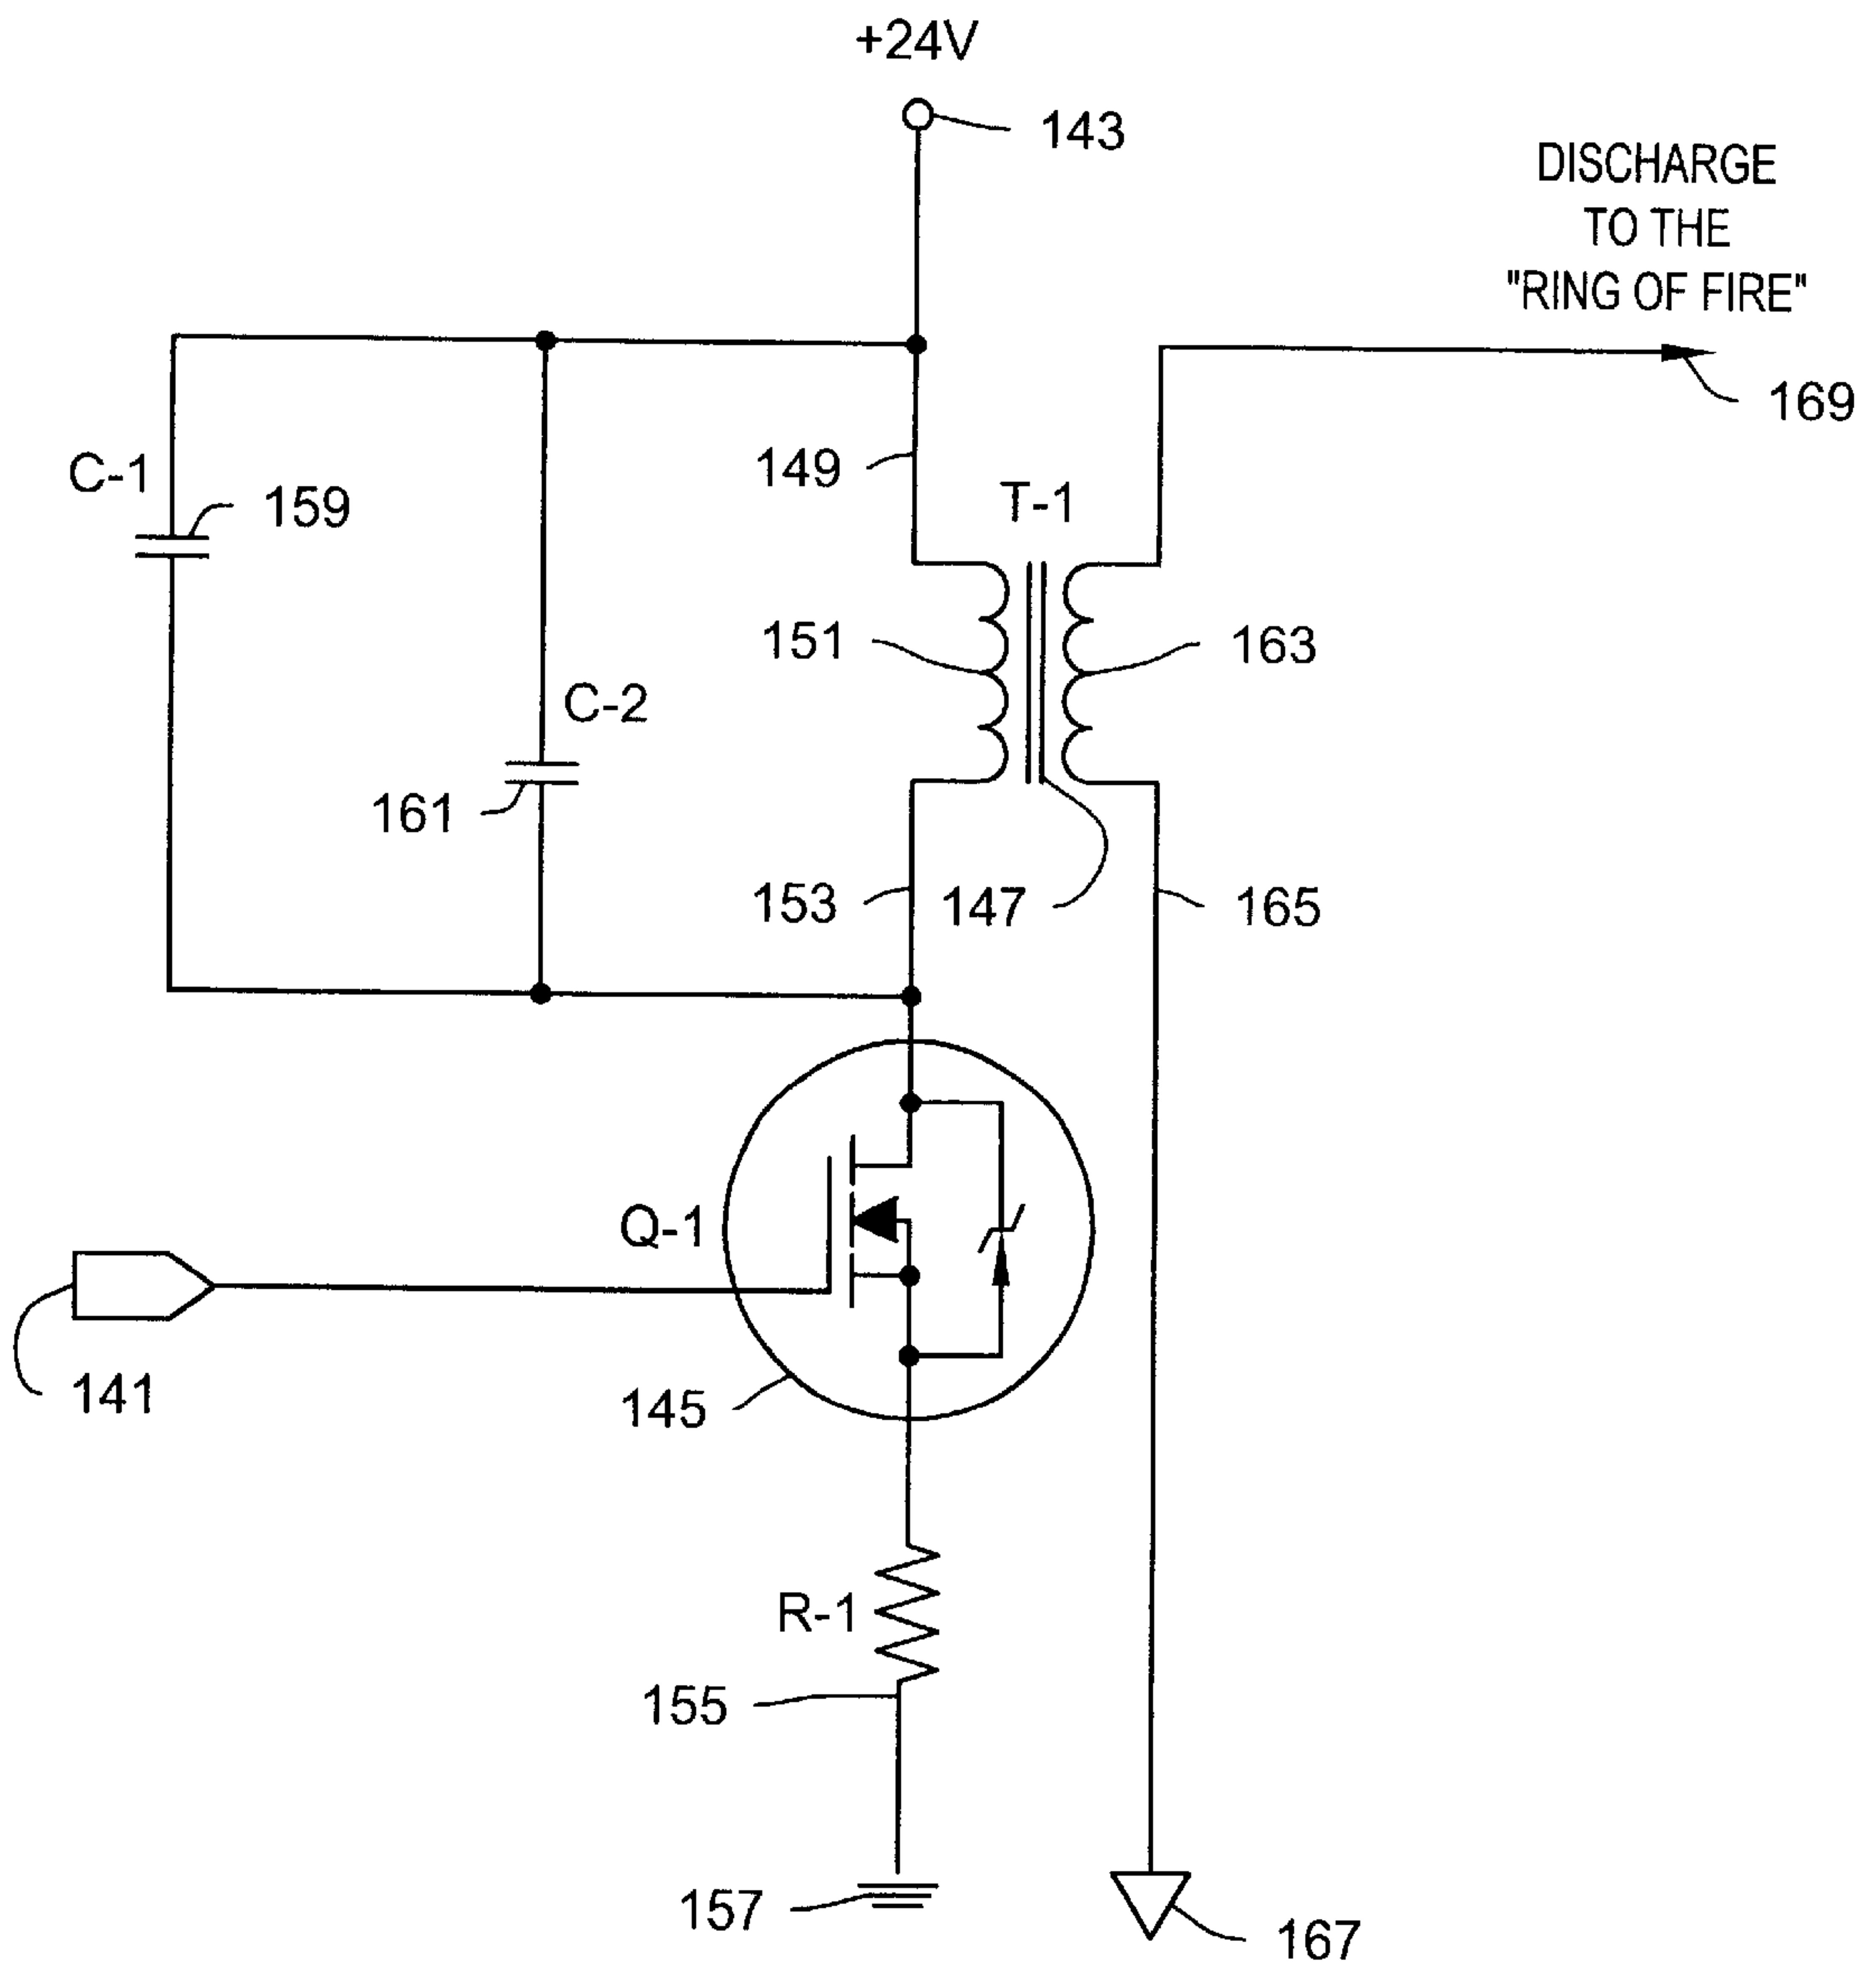 +24V
143
DISCHARGE
TO THE
"RING OF FIRE"
169
C-1
159
149
T-1
151
163
C-2
161
153
147
165
Q-1
141
145
R-1
155
157
167